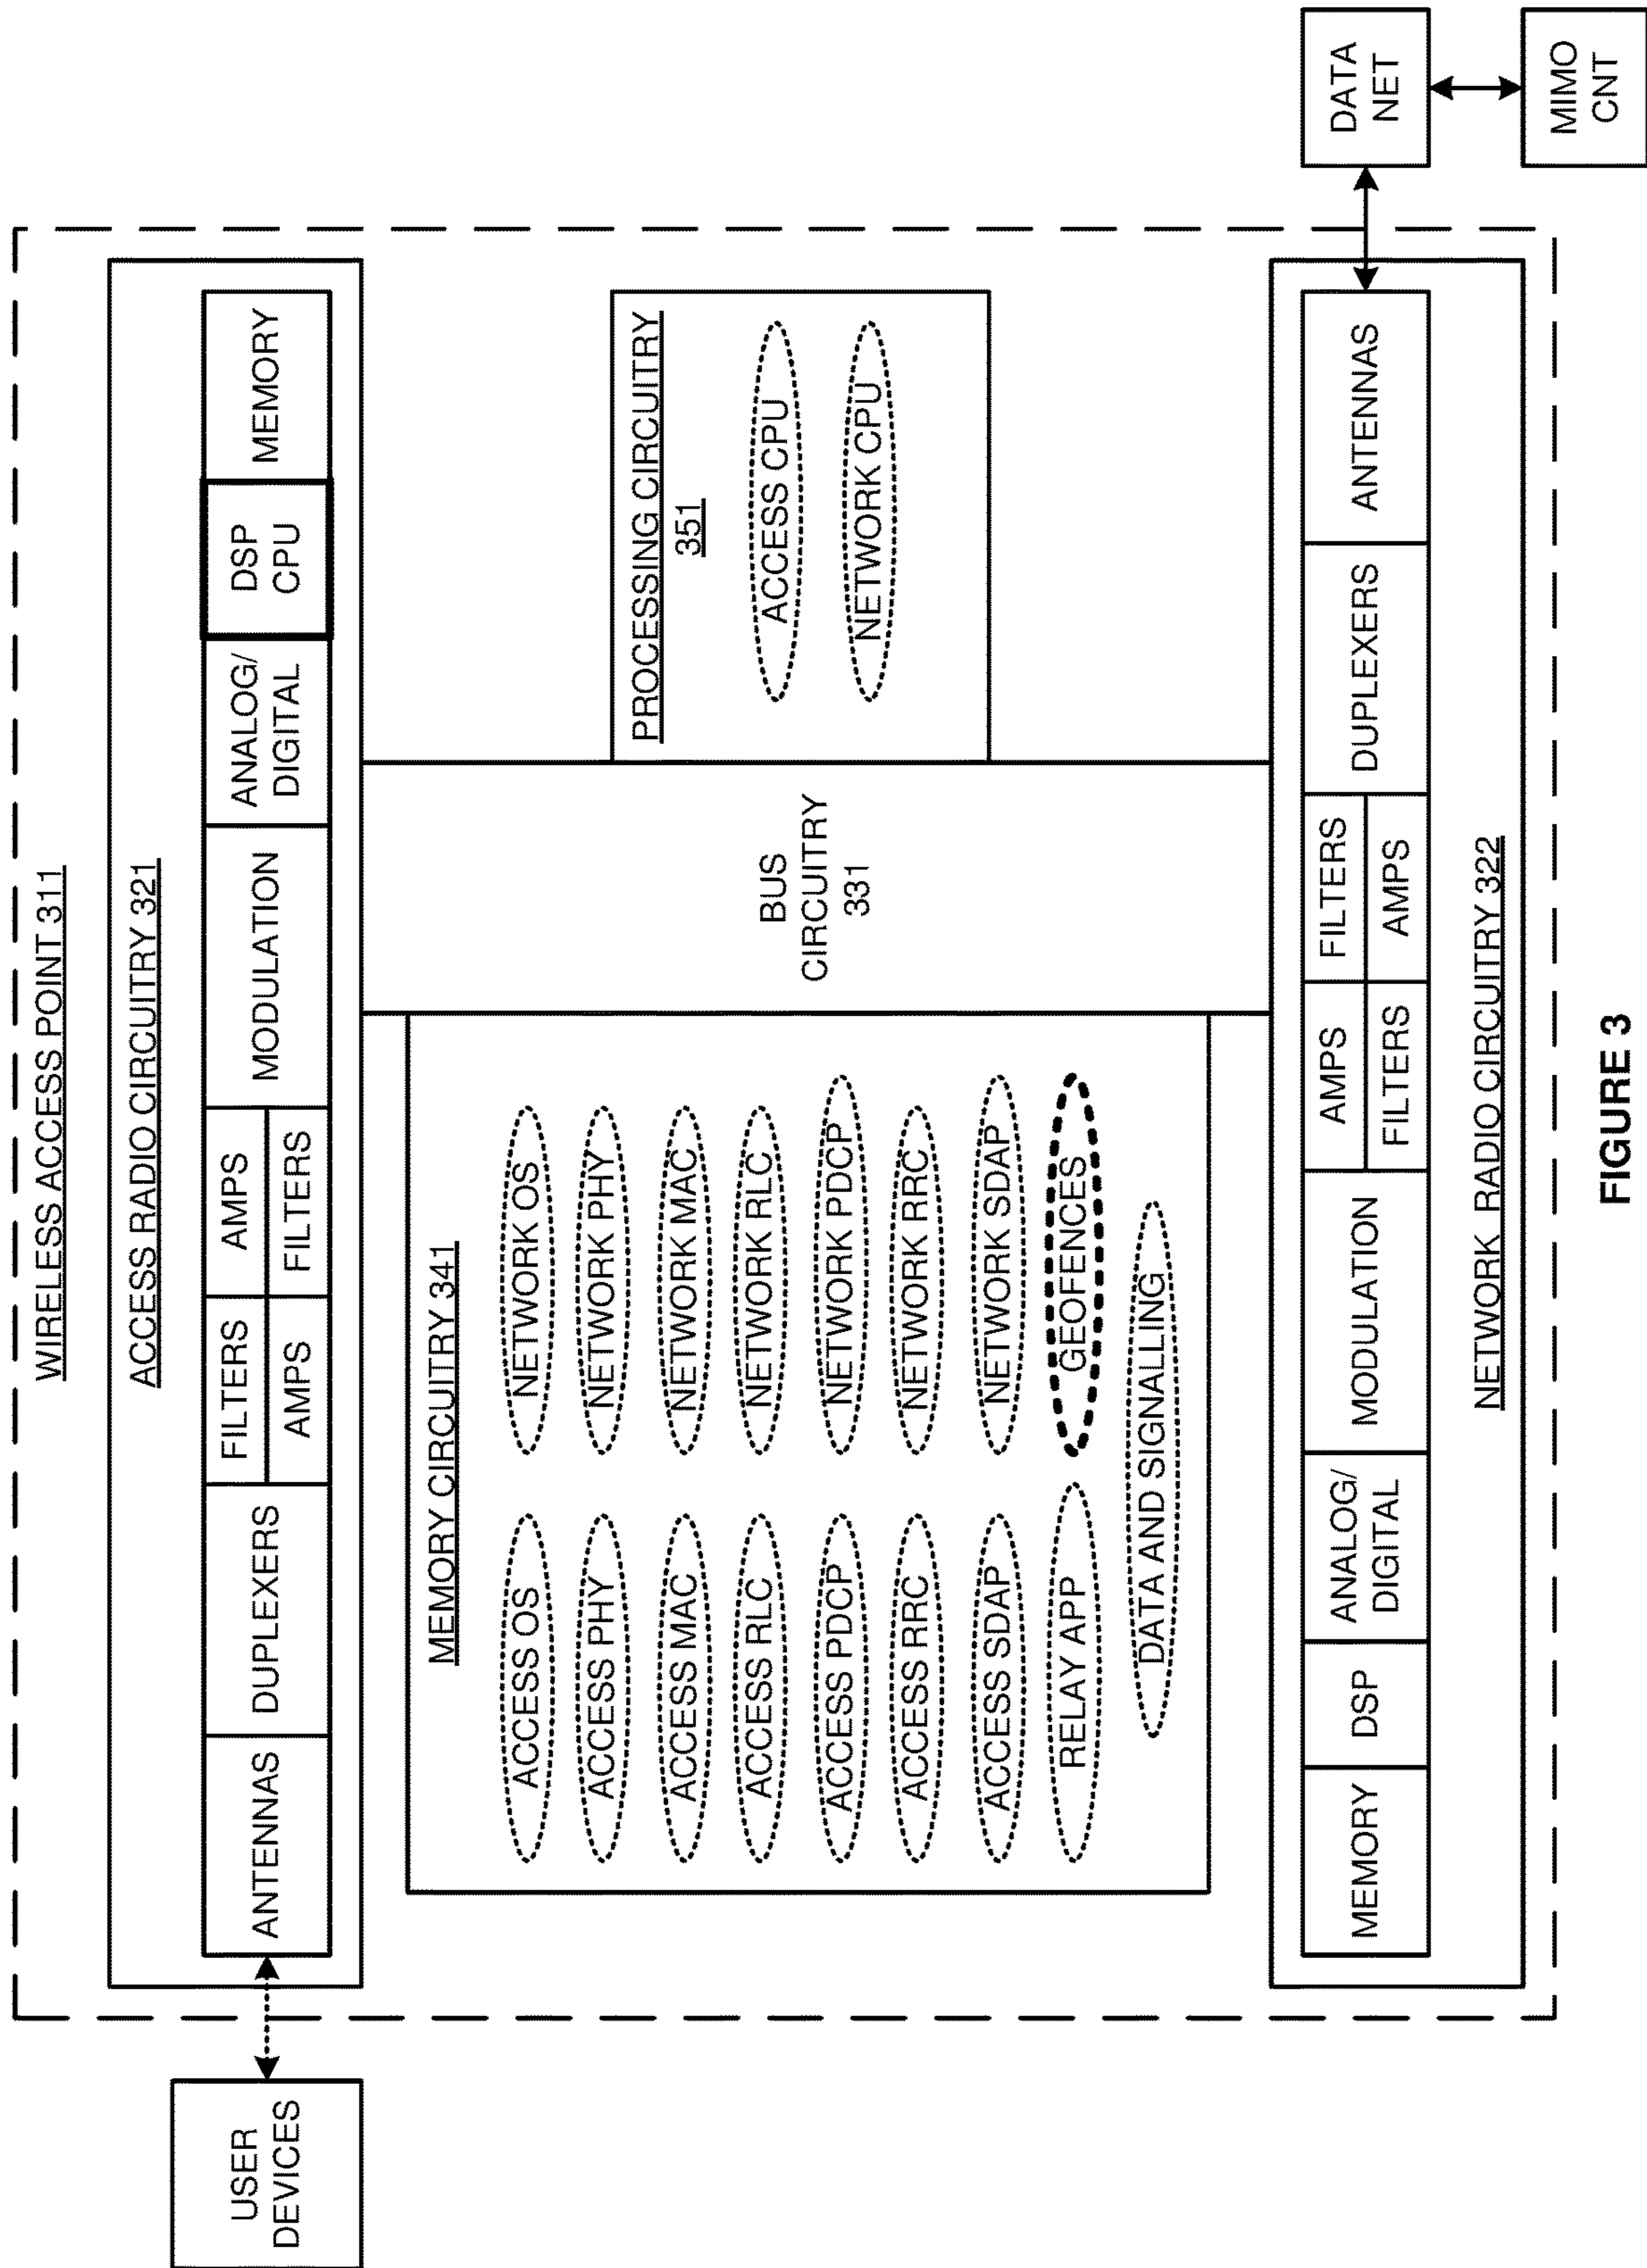 WIRELESS ACCESS POINT 311
ACCESS RADIO CIRCUITRY 321
USER
DEVICES
ANTENNAS
DUPLEXERS
FILTERS
AMPS
AMPS
FILTERS
MODULATION
ANALOG/
DIGITAL
DSP
CPU
MEMORY
MEMORY CIRCUITRY 341
ACCESS OS
NETWORK OS
ACCESS PHY
NETWORK PHY
ACCESS MAC
NETWORK MAC
ACCESS RLC
NETWORK RLC
ACCESS PDCP
NETWORK PDCP
ACCESS RRC
NETWORK RRC
ACCESS SDAP
NETWORK SDAP
RELAY APP
GEOFENCES
DATA AND SIGNALLING
BUS
CIRCUITRY
331
PROCESSING CIRCUITRY
351
ACCESS CPU
NETWORK CPU
MEMORY
DSP
ANALOG/
DIGITAL
MODULATION
AMPS
FILTERS
FILTERS
AMPS
DUPLEXERS
ANTENNAS
NETWORK RADIO CIRCUITRY 322
DATA
NET
MIMO
CNT
FIGURE 3